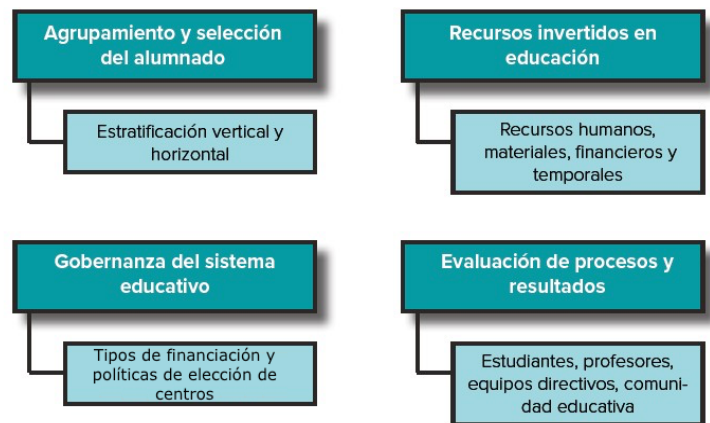 Agrupamiento y selección
del alumnado
Estratificación vertical y
horizontal
Recursos invertidos en
educación
Recursos humanos,
materiales, financieros y
temporales
Gobernanza del sistema
educativo
Tipos de financiación y
políticas de elección de
centros
Evaluación de procesos y
resultados
Estudiantes, profesores,
equipos directivos, comuni-
dad educativa